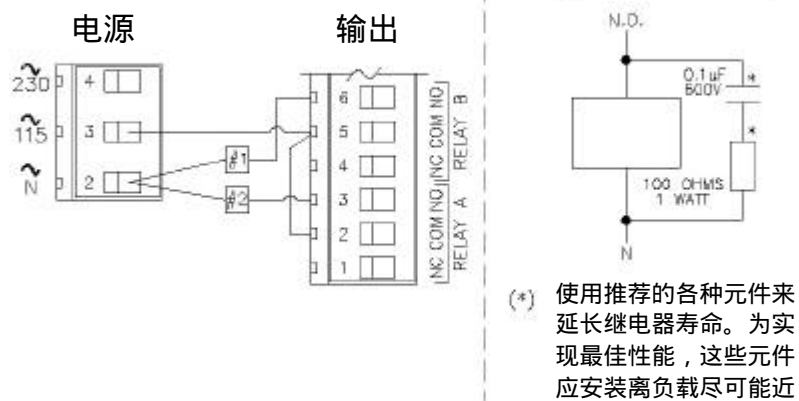 电源
输出
~
230
4
~
115
3
~
N
2
#1
#2
6
5
4
3
2
1
NC COM NO
RELAY B
NC COM NO
RELAY A
N.O.
0.1uF
600V
*
*
100 OHMS
1 WATT
N
(*) 使用推荐的各种元件来
延长继电器寿命。为实
现最佳性能，这些元件
应安装离负载尽可能近